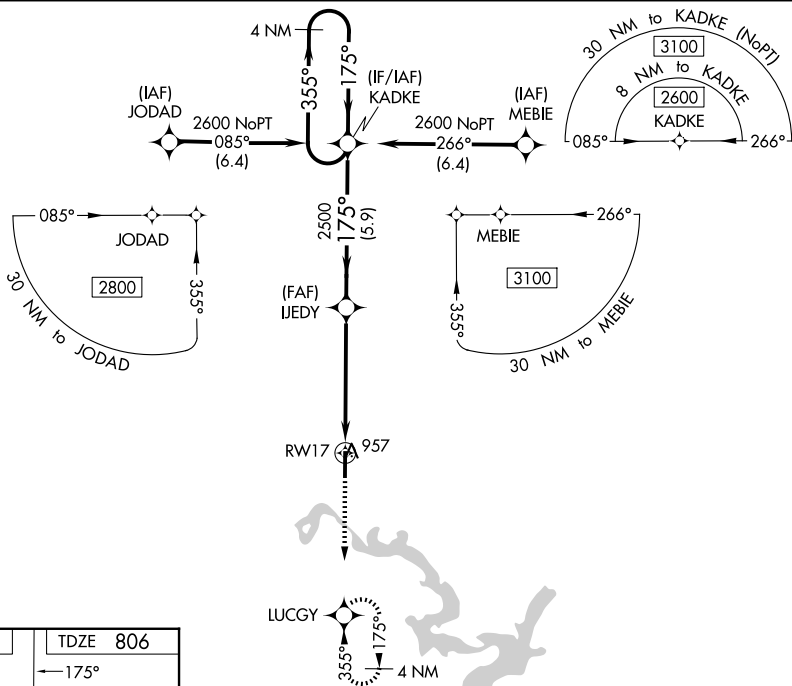 4 NM
355°
175°
(IF/IAF)
KADKE
(IAF)
JODAD
2600 NoPT
085°
(6.4)
2600 NoPT
266°
(6.4)
(IAF)
MEBIE
30 NM to KADKE (NoPT)
3100
8 NM to KADKE
2600
KADKE
085°
266°
2500
175°
(5.9)
085°
JODAD
2800
355°
30 NM to JODAD
266°
MEBIE
3100
355°
30 NM to MEBIE
(FAF)
IJEDY
RW17
957
LUCGY
355°
175°
4 NM
TDZE 806
175°